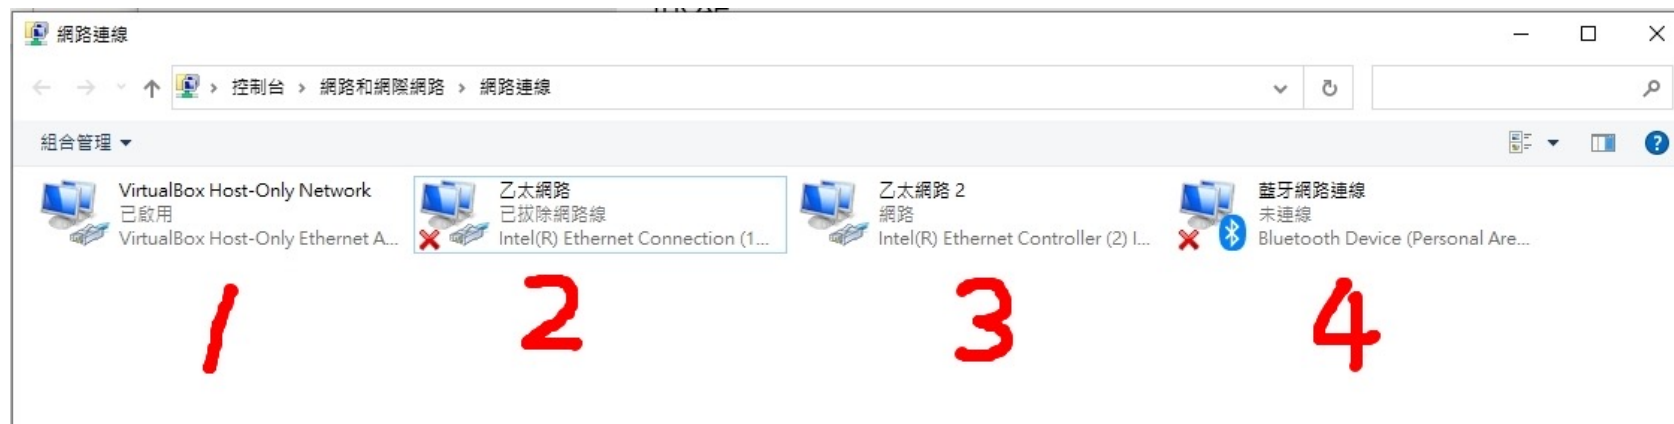 網路連線
控制台 › 網路和網際網路 › 網路連線
組合管理
VirtualBox Host-Only Network
已啟用
VirtualBox Host-Only Ethernet A...
乙太網路
已拔除網路線
Intel(R) Ethernet Connection (1...
乙太網路 2
網路
Intel(R) Ethernet Controller (2) I...
藍牙網路連線
未連線
Bluetooth Device (Personal Are...
1
2
3
4